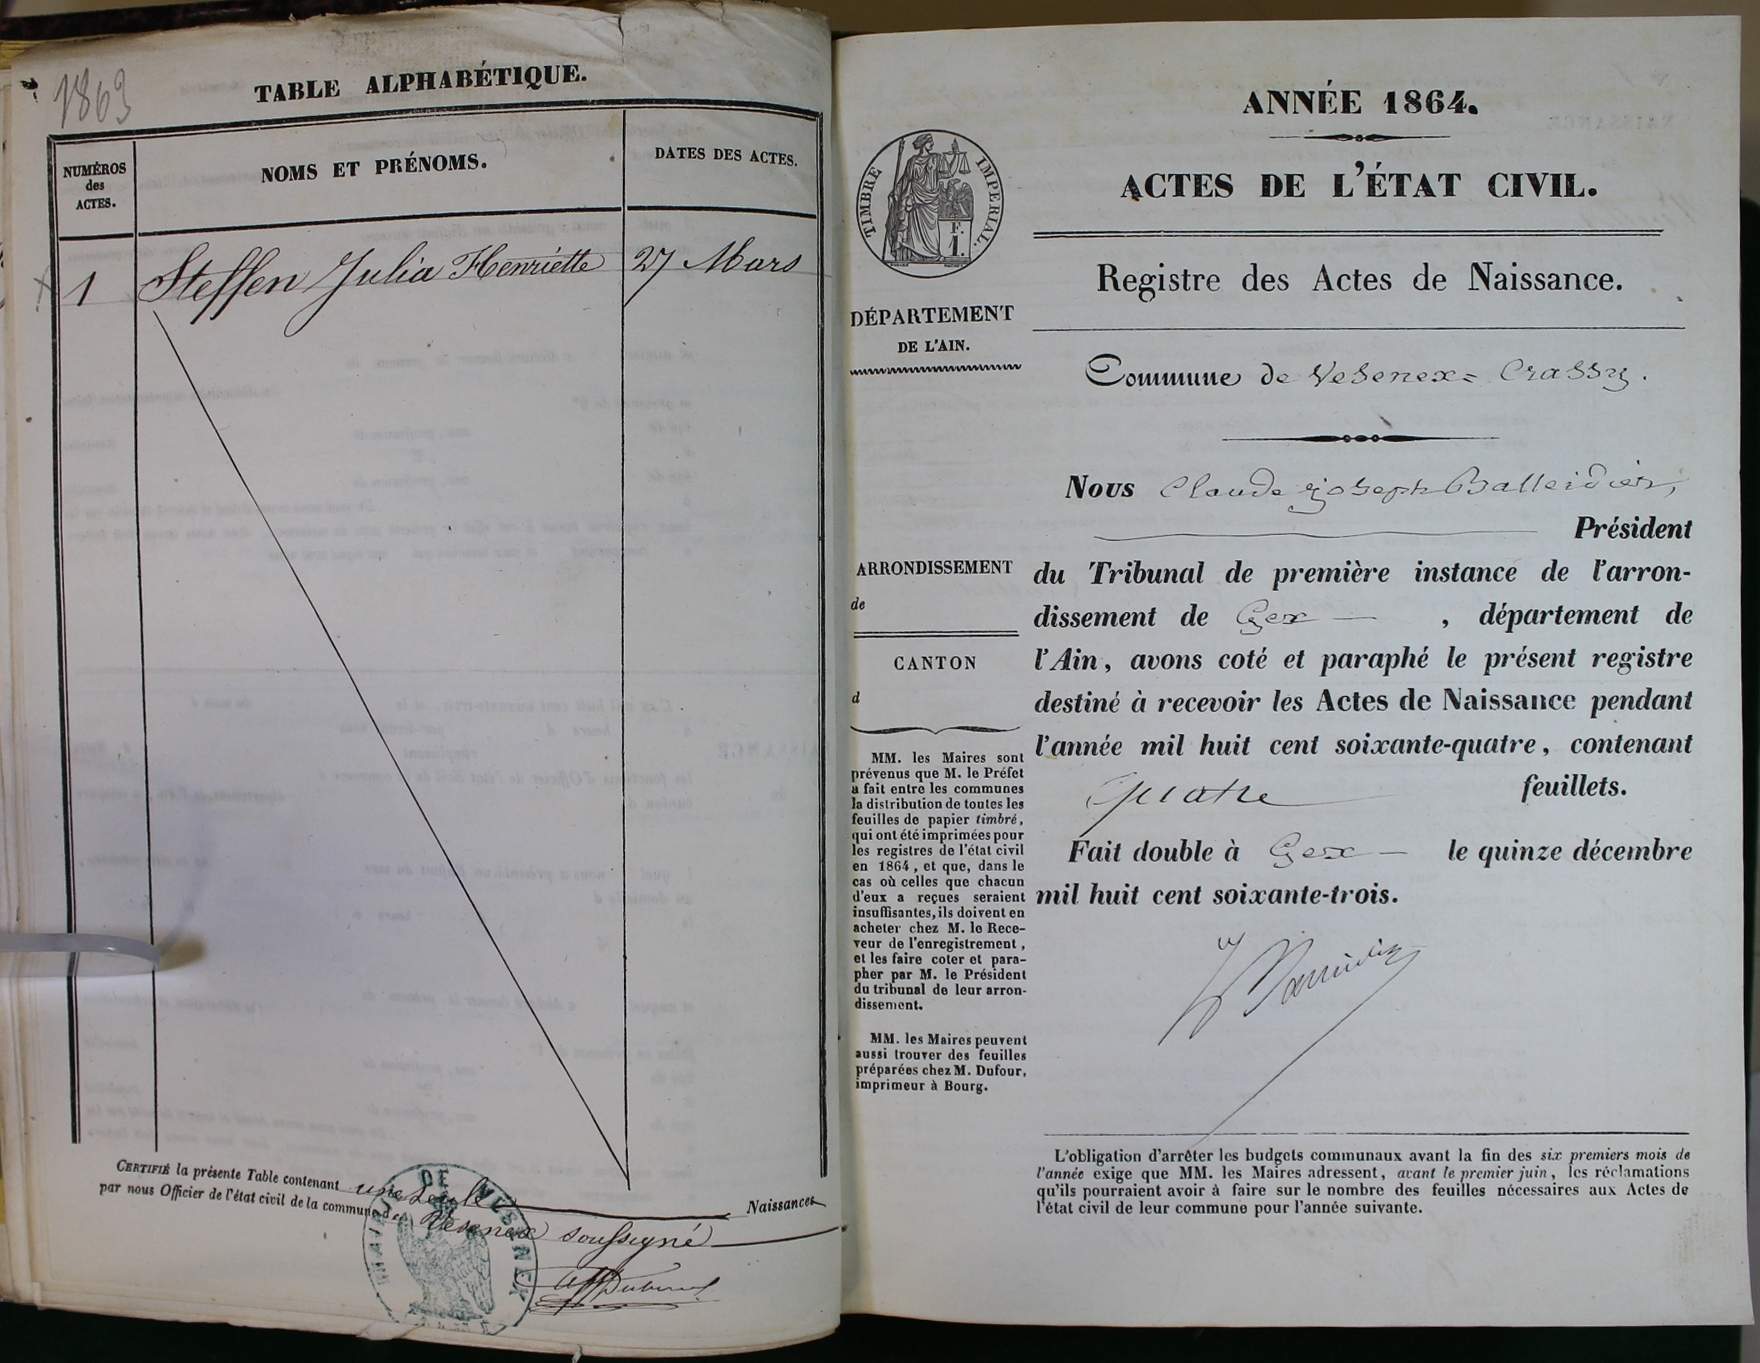 1863
TABLE ALPHABÉTIQUE.
NUMÉROS
des
ACTES.
NOMS ET PRÉNOMS.
DATES DES ACTES.
1 Steffen Julia Henriette 27 Mars
CERTIFIÉ la présente Table contenant une seule Naissances
par nous Officier de l'état civil de la commune de Vesenex soussigné
MAIRIE DE VESENEX
ANNÉE 1864.
ACTES DE L'ÉTAT CIVIL.
Registre des Actes de Naissance.
TIMBRE IMPÉRIAL.
F.
1.
DÉPARTEMENT
DE L'AIN.
Commune de Vesenex=Crassy.
Nous Claude Joseph Balleidier,
Président
du Tribunal de première instance de l'arron-
dissement de Gex, département de
l'Ain, avons coté et paraphé le présent registre
destiné à recevoir les Actes de Naissance pendant
l'année mil huit cent soixante-quatre, contenant
Quatre feuillets.
Fait double à Gex le quinze décembre
mil huit cent soixante-trois.
ARRONDISSEMENT
de
CANTON
d
MM. les Maires sont
prévenus que M. le Préfet
a fait entre les communes
la distribution de toutes les
feuilles de papier timbré,
qui ont été imprimées pour
les registres de l'état civil
en 1864, et que, dans le
cas où celles que chacun
d'eux a reçues seraient
insuffisantes, ils doivent en
acheter chez M. le Rece-
veur de l'enregistrement,
et les faire coter et para-
pher par M. le Président
du tribunal de leur arron-
dissement.
MM. les Maires peuvent
aussi trouver des feuilles
préparées chez M. Dufour,
imprimeur à Bourg.
L'obligation d'arrêter les budgets communaux avant la fin des six premiers mois de
l'année exige que MM. les Maires adressent, avant le premier juin, les réclamations
qu'ils pourraient avoir à faire sur le nombre des feuilles nécessaires aux Actes de
l'état civil de leur commune pour l'année suivante.